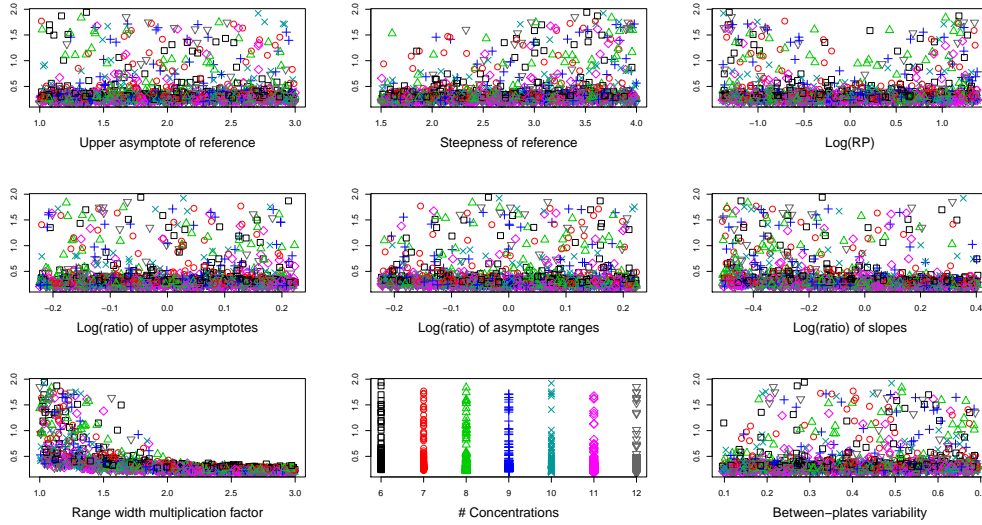 2.0
1.5
1.0
0.5
1.0 1.5 2.0 2.5 3.0
Upper asymptote of reference
2.0
1.5
1.0
0.5
1.5 2.0 2.5 3.0 3.5 4.0
Steepness of reference
2.0
1.5
1.0
0.5
−1.0 −0.5 0.0 0.5 1.0
Log(RP)
2.0
1.5
1.0
0.5
−0.2 −0.1 0.0 0.1 0.2
Log(ratio) of upper asymptotes
2.0
1.5
1.0
0.5
−0.2 −0.1 0.0 0.1 0.2
Log(ratio) of asymptote ranges
2.0
1.5
1.0
0.5
−0.4 −0.2 0.0 0.2 0.4
Log(ratio) of slopes
2.0
1.5
1.0
0.5
1.0 1.5 2.0 2.5 3.0
Range width multiplication factor
2.0
1.5
1.0
0.5
6 7 8 9 10 11 12
# Concentrations
2.0
1.5
1.0
0.5
0.1 0.2 0.3 0.4 0.5 0.6
Between−plates variability